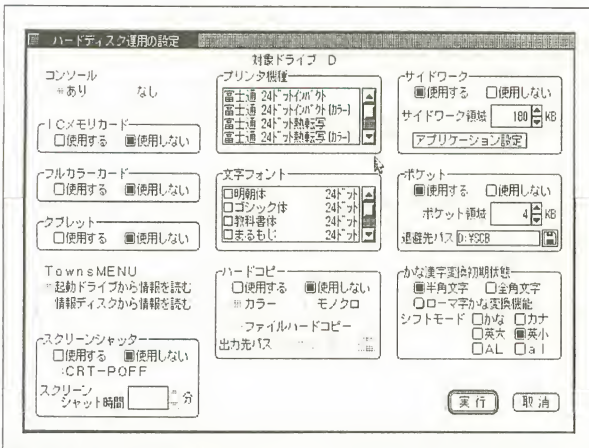 ハードディスク運用の設定
対象ドライブ D
コンソール
あり なし
ICメモリカード
使用する 使用しない
フルカラーカード
使用する 使用しない
タブレット
使用する 使用しない
TownsMENU
起動ドライブから情報を読む
情報ディスクから情報を読む
スクリーンシャッター
使用する 使用しない
:CRT-POFF
スクリーン
シャット時間 分
プリンタ機種
富士通 24ドットインパクト
富士通 24ドットインパクト(カラー)
富士通 24ドット熱転写
富士通 24ドット熱転写(カラー)
文字フォント
明朝体 24ドット
ゴシック体 24ドット
教科書体 24ドット
まるもじ 24ドット
ハードコピー
使用する 使用しない
カラー モノクロ
ファイルハードコピー
出力先パス
サイドワーク
使用する 使用しない
サイドワーク領域 180 KB
アプリケーション設定
ポケット
使用する 使用しない
ポケット領域 4 KB
退避先パス D:¥SCB
かな漢字変換初期状態
半角文字 全角文字
ローマ字かな変換機能
シフトモード かな カナ
英大 英小
AL al
実行 取消